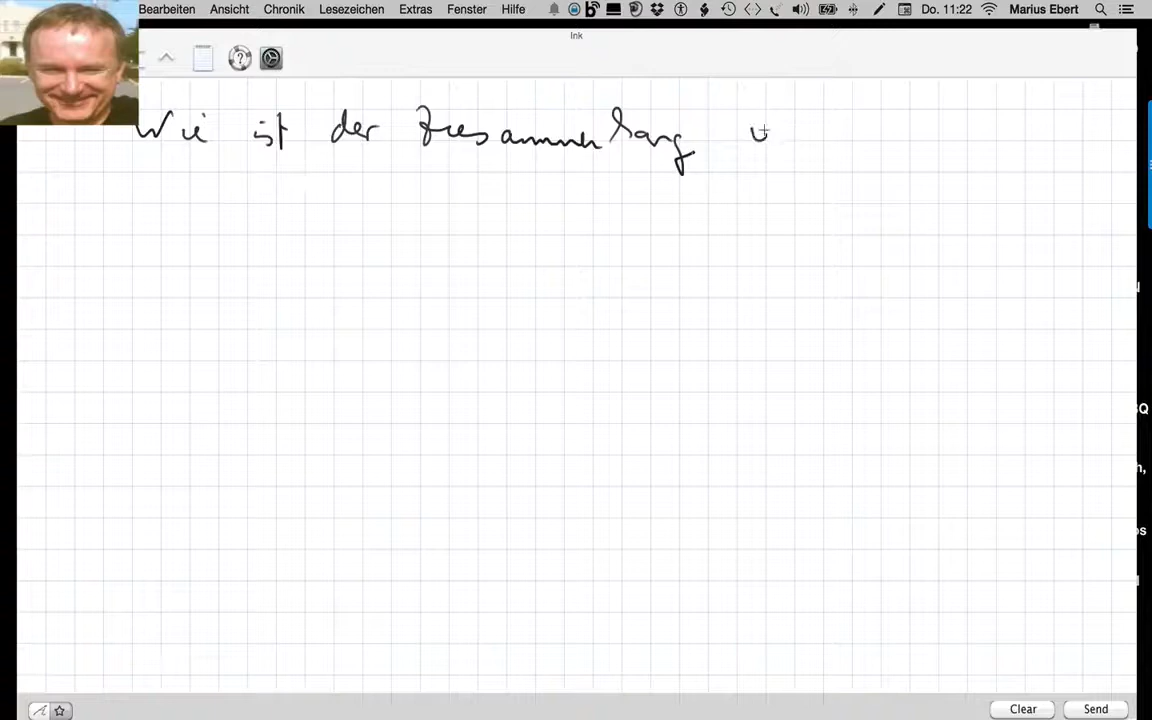 Bearbeiten Ansicht Chronik Lesezeichen Extras Fenster Hilfe Do. 11:22 Marius Ebert
Ink
Wie ist der Zusammenhang v
Q
h,
os
Clear Send